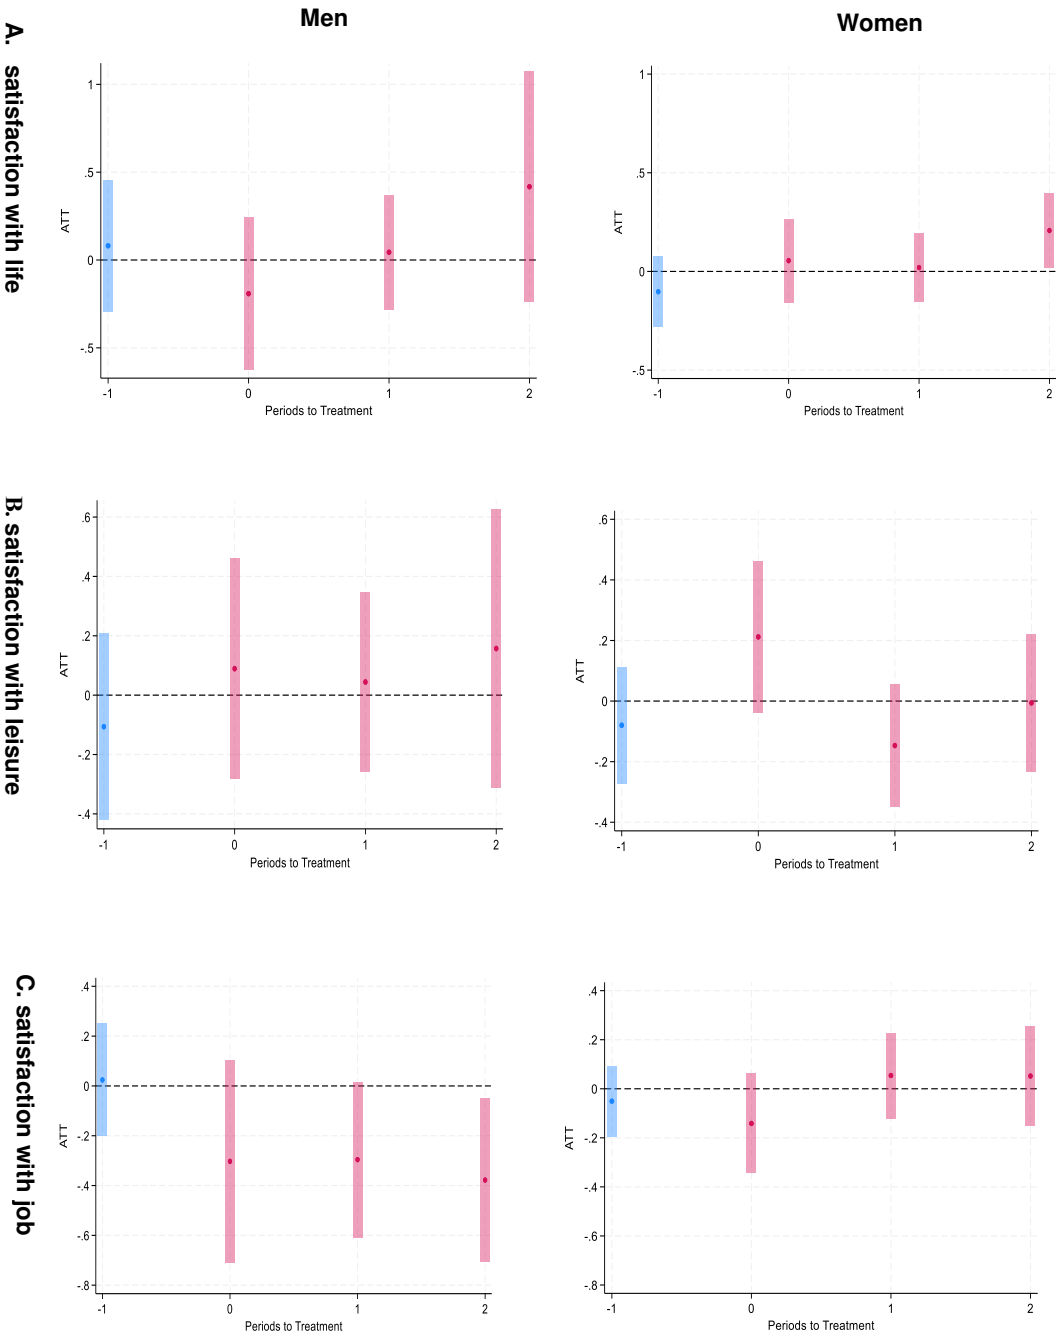 Men
Women
A. satisfaction with life
1
.5
0
-.5
ATT
-1 0 1 2
Periods to Treatment
1
.5
0
-.5
ATT
-1 0 1 2
Periods to Treatment
B. satisfaction with leisure
.6
.4
.2
0
-.2
-.4
ATT
-1 0 1 2
Periods to Treatment
.6
.4
.2
0
-.2
-.4
ATT
-1 0 1 2
Periods to Treatment
C. satisfaction with job
.4
.2
0
-.2
-.4
-.6
-.8
ATT
-1 0 1 2
Periods to Treatment
.4
.2
0
-.2
-.4
-.6
-.8
ATT
-1 0 1 2
Periods to Treatment